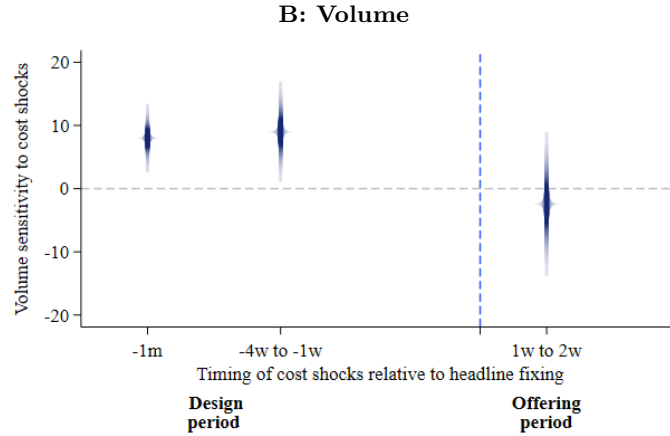 B: Volume
Volume sensitivity to cost shocks
20
10
0
-10
-20
-1m
-4w to -1w
1w to 2w
Timing of cost shocks relative to headline fixing
Design
period
Offering
period